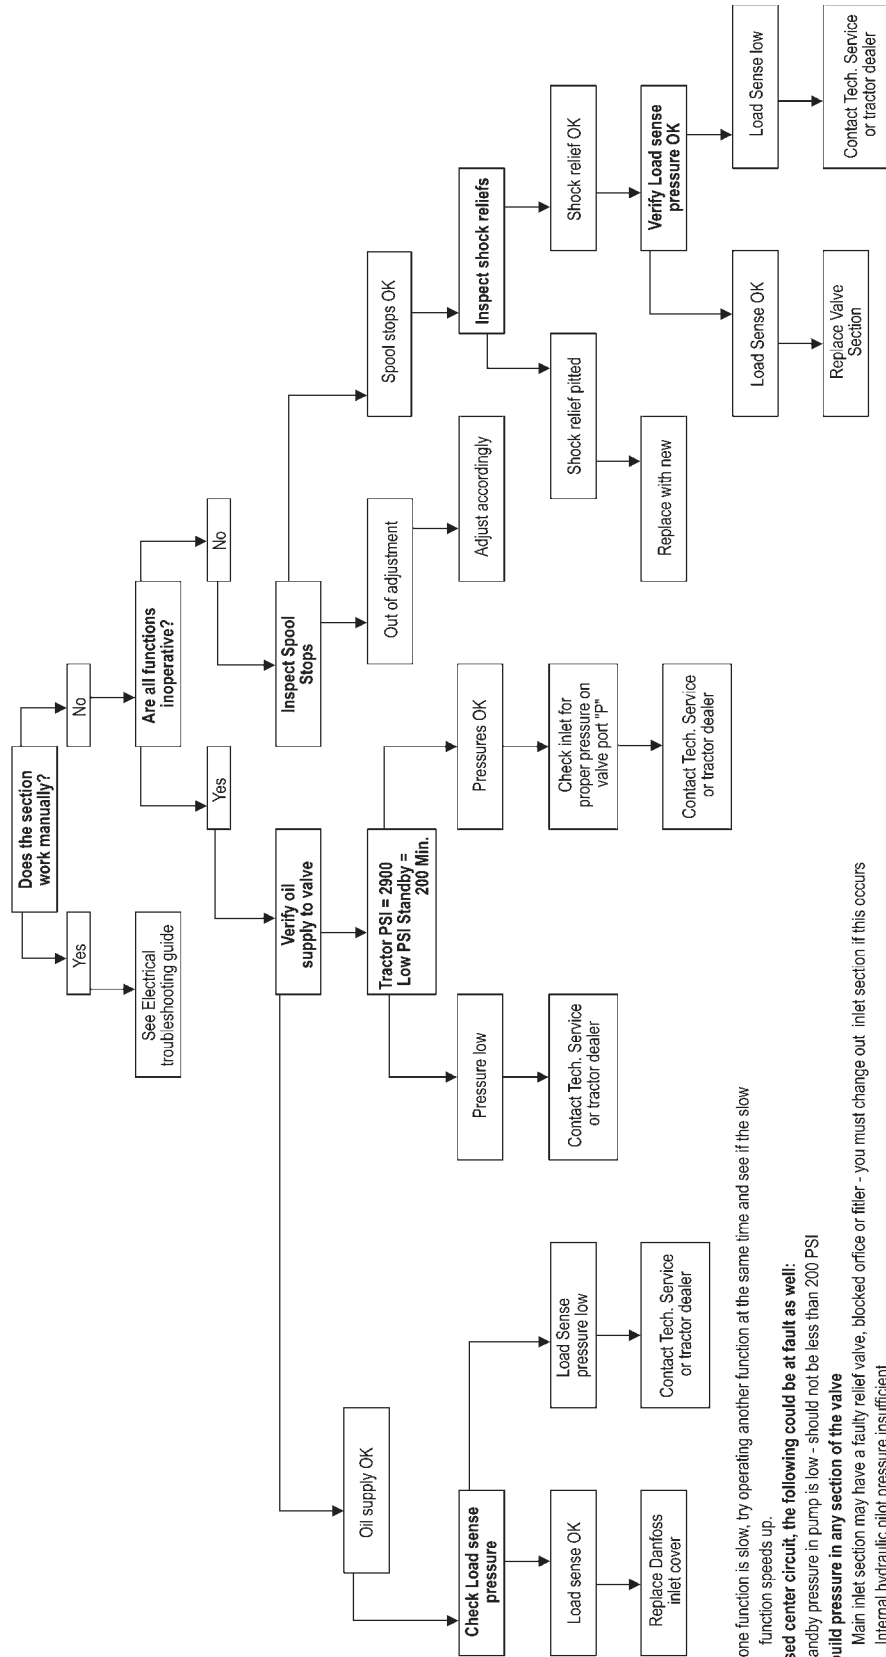 Does the section
work manually?
Yes
No
See Electrical
troubleshooting guide
Are all functions
inoperative?
Yes
No
Verify oil
supply to valve
Inspect Spool
Stops
Oil supply OK
Tractor PSI = 2900
Low PSI Standby =
200 Min.
Out of adjustment
Spool stops OK
Check Load sense
pressure
Pressure low
Pressures OK
Adjust accordingly
Inspect shock reliefs
Load sense OK
Load Sense
pressure low
Contact Tech. Service
or tractor dealer
Check inlet for
proper pressure on
valve port "P"
Shock relief pitted
Shock relief OK
Replace Danfoss
inlet cover
Contact Tech. Service
or tractor dealer
Contact Tech. Service
or tractor dealer
Replace with new
Verify Load sense
pressure OK
Load Sense OK
Load Sense low
Replace Valve
Section
Contact Tech. Service
or tractor dealer
one function is slow, try operating another function at the same time and see if the slow
function speeds up.
sed center circuit, the following could be at fault as well:
andby pressure in pump is low - should not be less than 200 PSI
uild pressure in any section of the valve
Main inlet section may have a faulty relief valve, blocked orfice or fitler - you must change out inlet section if this occurs
Internal hydraulic pilot pressure insufficient